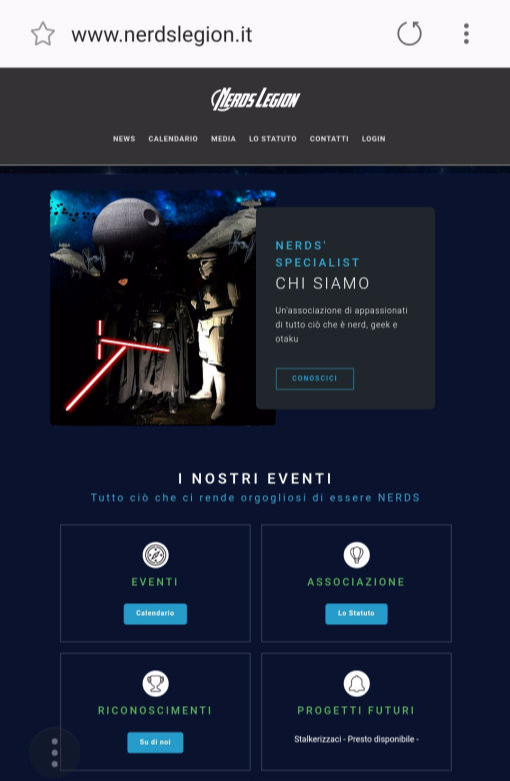 www.nerdslegion.it
NERDS LEGION
NEWS CALENDARIO MEDIA LO STATUTO CONTATTI LOGIN
NERDS'
SPECIALIST
CHI SIAMO
Un'associazione di appassionati
di tutto ciò che è nerd, geek e
otaku
CONOSCICI
I NOSTRI EVENTI
Tutto ciò che ci rende orgogliosi di essere NERDS
EVENTI
Calendario
ASSOCIAZIONE
Lo Statuto
RICONOSCIMENTI
Su di noi
PROGETTI FUTURI
Stalkerizzaci - Presto disponibile -